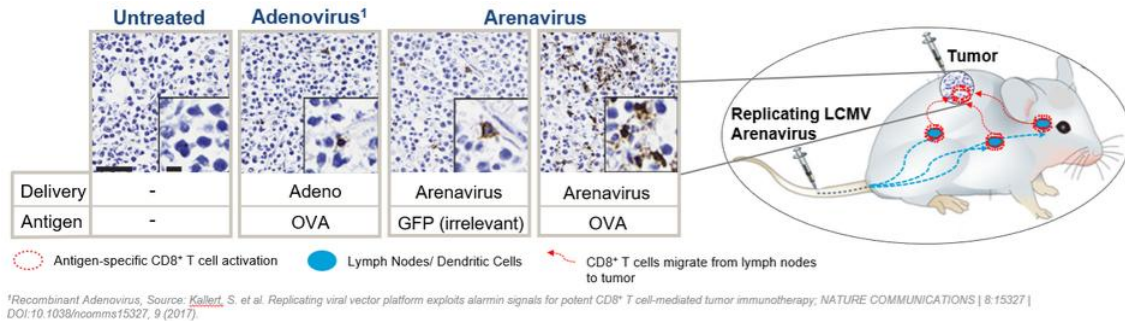 Untreated
Adenovirus¹
Arenavirus
Tumor
Replicating LCMV
Arenavirus
Delivery - Adeno Arenavirus Arenavirus
Antigen - OVA GFP (irrelevant) OVA
Antigen-specific CD8⁺ T cell activation
Lymph Nodes/ Dendritic Cells
CD8⁺ T cells migrate from lymph nodes
to tumor
¹Recombinant Adenovirus, Source: Kallert, S. et al. Replicating viral vector platform exploits alarmin signals for potent CD8⁺ T cell-mediated tumor immunotherapy; NATURE COMMUNICATIONS | 8:15327 |
DOI:10.1038/ncomms15327, 9 (2017).